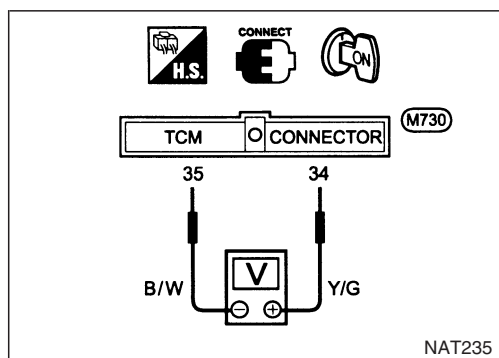 CONNECT
H.S.
ON
M730
TCM O CONNECTOR
35 34
V
B/W Y/G
NAT235